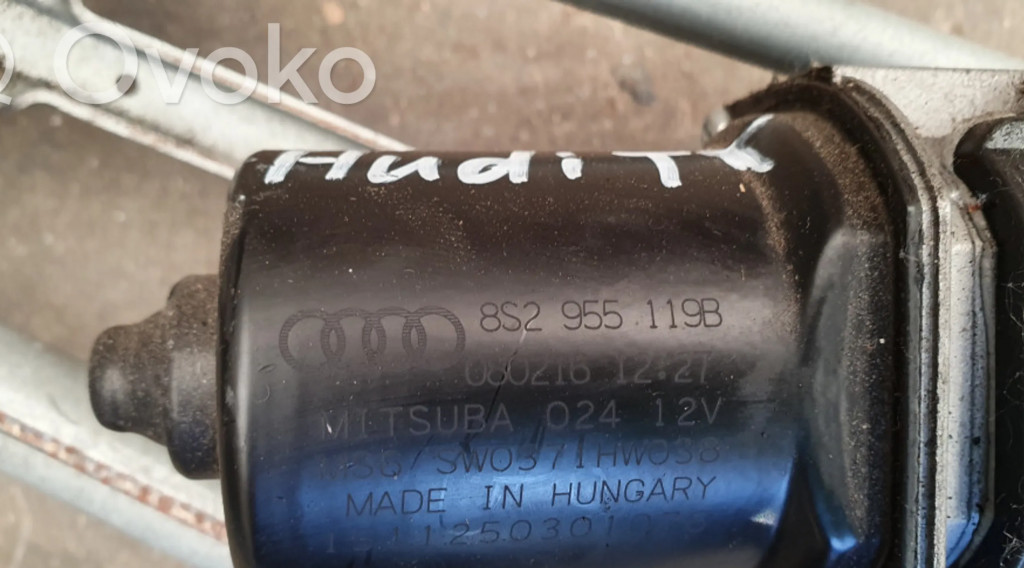 Ovoko
AUDI TT
8S2 955 119B
080216 12:27
MITSUBA 024 12V
MADE IN HUNGARY